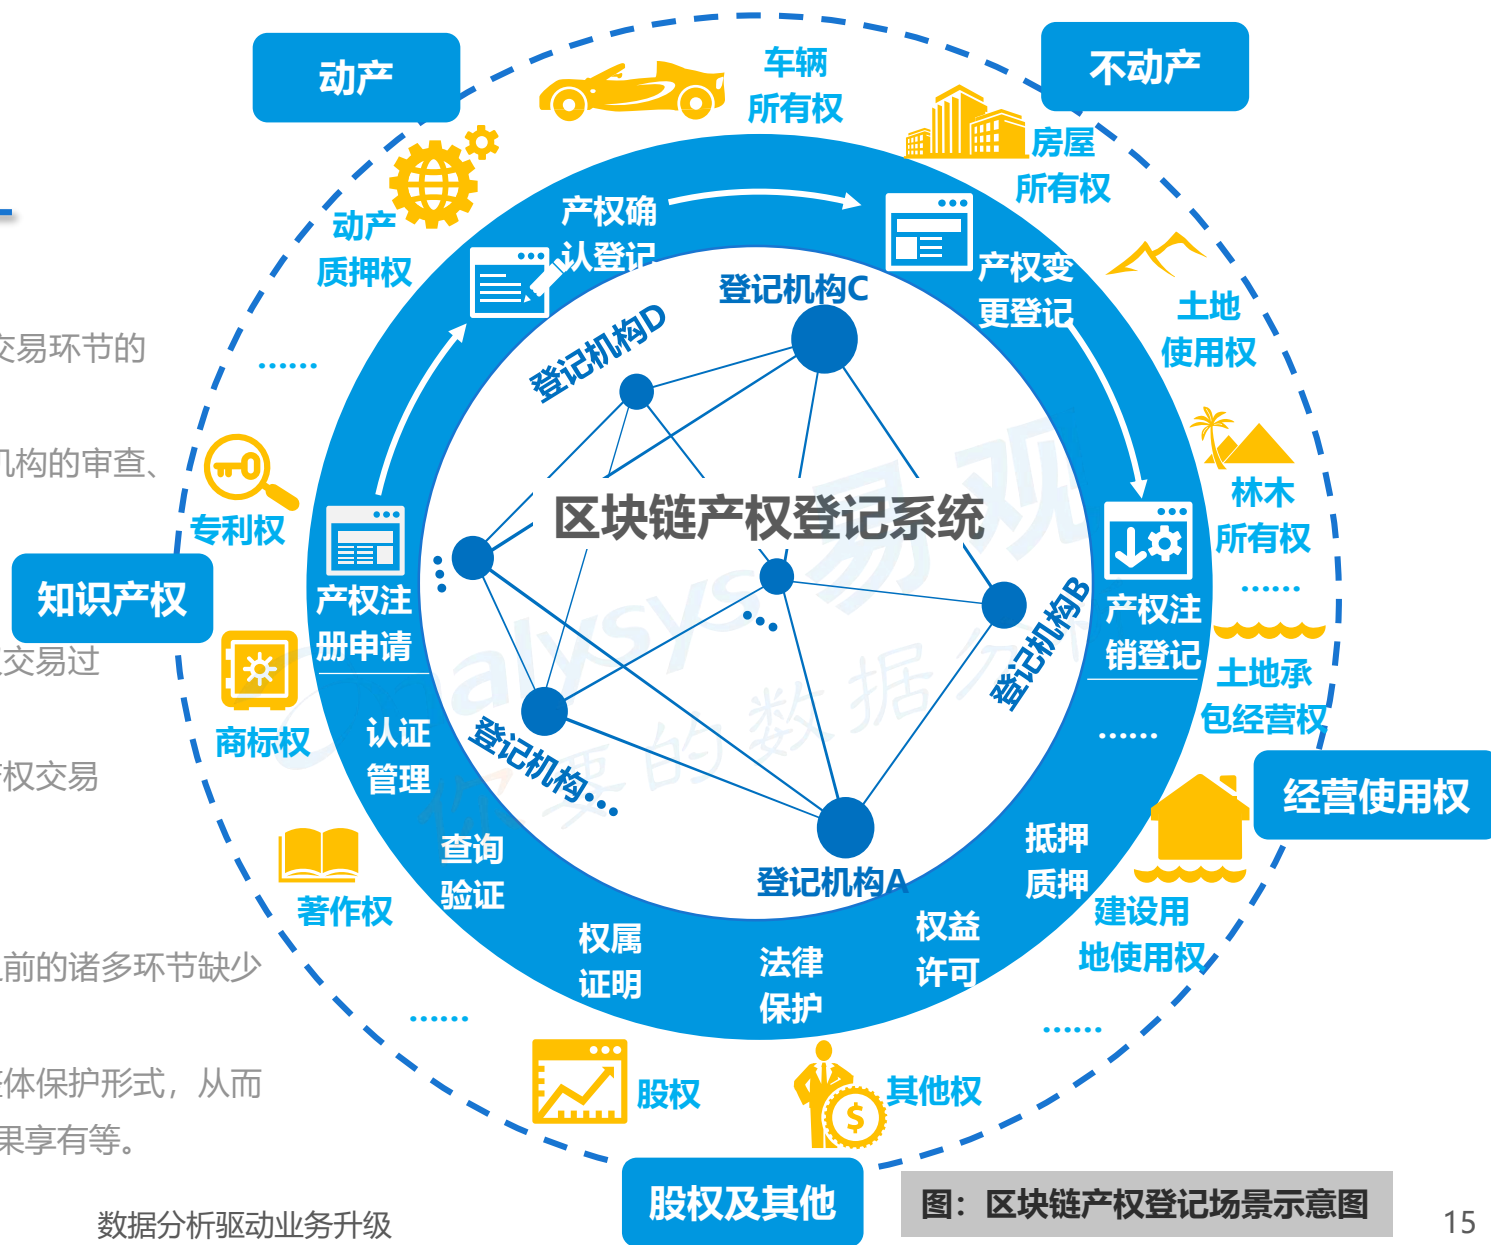 动产
不动产
车辆
所有权
房屋
所有权
动产
质押权
产权确
认登记
产权变
更登记
登记机构C
登记机构D
土地
使用权
交易环节的
......
机构的审查、
专利权
林木
所有权
区块链产权登记系统
......
知识产权
产权注
册申请
...
...
登记机构B
产权注
销登记
土地承
包经营权
交易过
商标权
认证
管理
登记机构...
......
权交易
经营使用权
查询
验证
抵押
质押
登记机构A
著作权
建设用
地使用权
权属
证明
法律
保护
权益
许可
前的诸多环节缺少
......
......
体保护形式，从而
股权
其他权
果享有等。
股权及其他
图：区块链产权登记场景示意图
数据分析驱动业务升级
15
analysys 易观
你要的数据分析